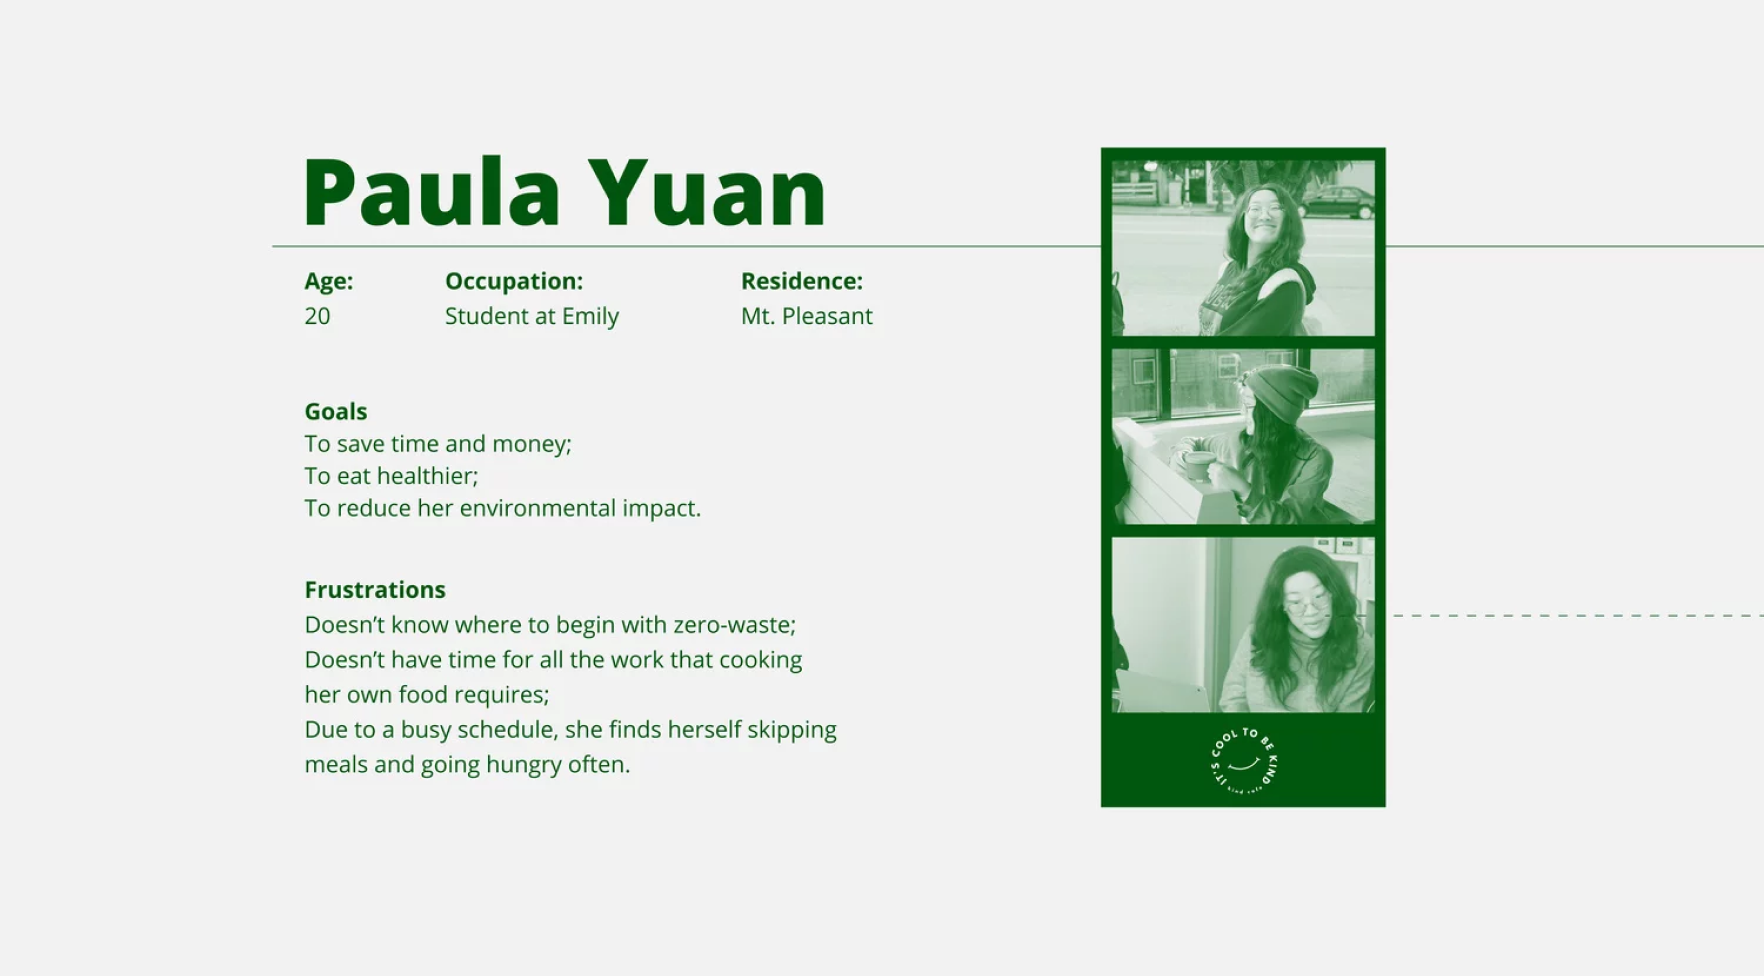 Paula Yuan
Age:
20
Occupation:
Student at Emily
Residence:
Mt. Pleasant
Goals
To save time and money;
To eat healthier;
To reduce her environmental impact.
Frustrations
Doesn’t know where to begin with zero-waste;
Doesn’t have time for all the work that cooking
her own food requires;
Due to a busy schedule, she finds herself skipping
meals and going hungry often.
IT'S COOL TO BE KIND
kind cafe